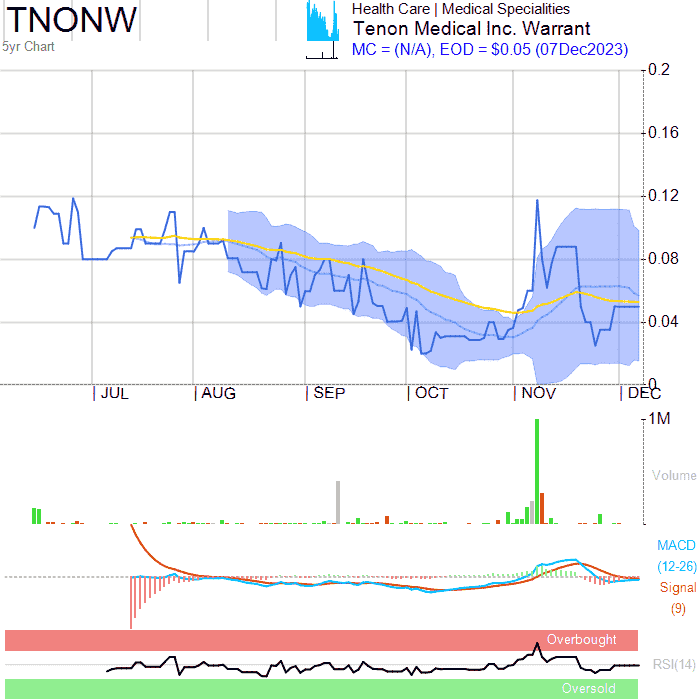 TNONW
5yr Chart
Health Care | Medical Specialities
Tenon Medical Inc. Warrant
MC = (N/A), EOD = $0.05 (07Dec2023)
0.2
0.16
0.12
0.08
0.04
0
JUL AUG SEP OCT NOV DEC
1M
Volume
MACD
(12-26)
Signal
(9)
Overbought
RSI(14)
Oversold